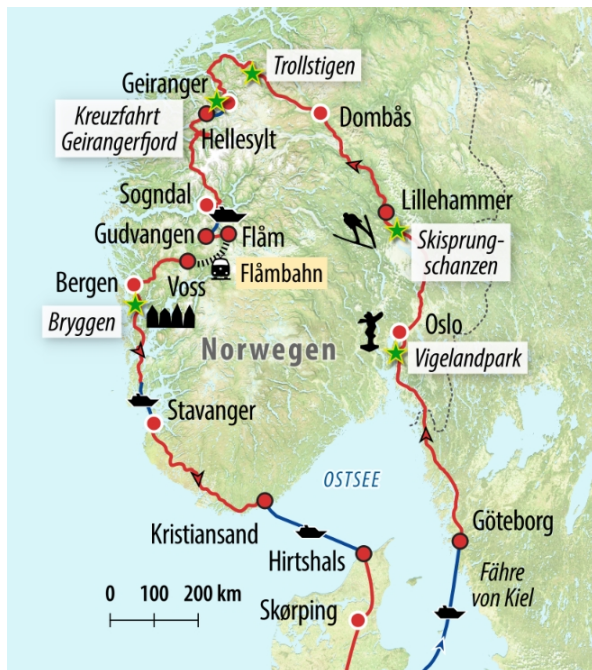 Trollstigen
Geiranger
Kreuzfahrt
Geirangerfjord
Hellesylt
Dombås
Sogndal
Lillehammer
Gudvangen
Flåm
Skisprung-
schanzen
Bergen
Voss
Flåmbahn
Bryggen
Oslo
Norwegen
Vigelandpark
Stavanger
OSTSEE
Kristiansand
Göteborg
Hirtshals
Fähre
von Kiel
0 100 200 km
Skørping